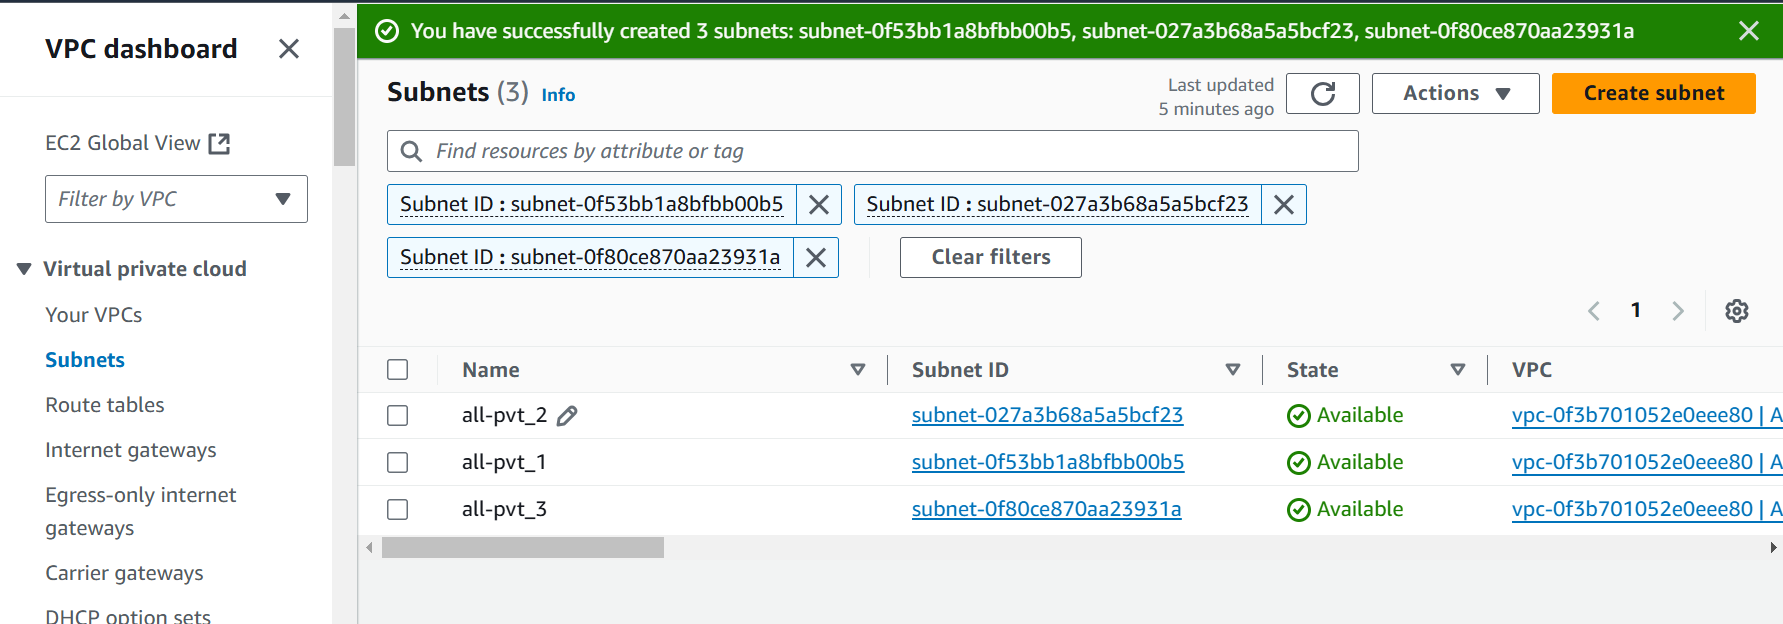 VPC dashboard
EC2 Global View
Filter by VPC
Virtual private cloud
Your VPCs
Subnets
Route tables
Internet gateways
Egress-only internet
gateways
Carrier gateways
DHCP option sets
You have successfully created 3 subnets: subnet-0f53bb1a8bfbb00b5, subnet-027a3b68a5a5bcf23, subnet-0f80ce870aa23931a
Subnets (3) Info
Last updated
5 minutes ago
Actions
Create subnet
Find resources by attribute or tag
Subnet ID : subnet-0f53bb1a8bfbb00b5
Subnet ID : subnet-027a3b68a5a5bcf23
Subnet ID : subnet-0f80ce870aa23931a
Clear filters
1
Name Subnet ID State VPC
all-pvt_2 subnet-027a3b68a5a5bcf23 Available vpc-0f3b701052e0eee80 | A
all-pvt_1 subnet-0f53bb1a8bfbb00b5 Available vpc-0f3b701052e0eee80 | A
all-pvt_3 subnet-0f80ce870aa23931a Available vpc-0f3b701052e0eee80 | A